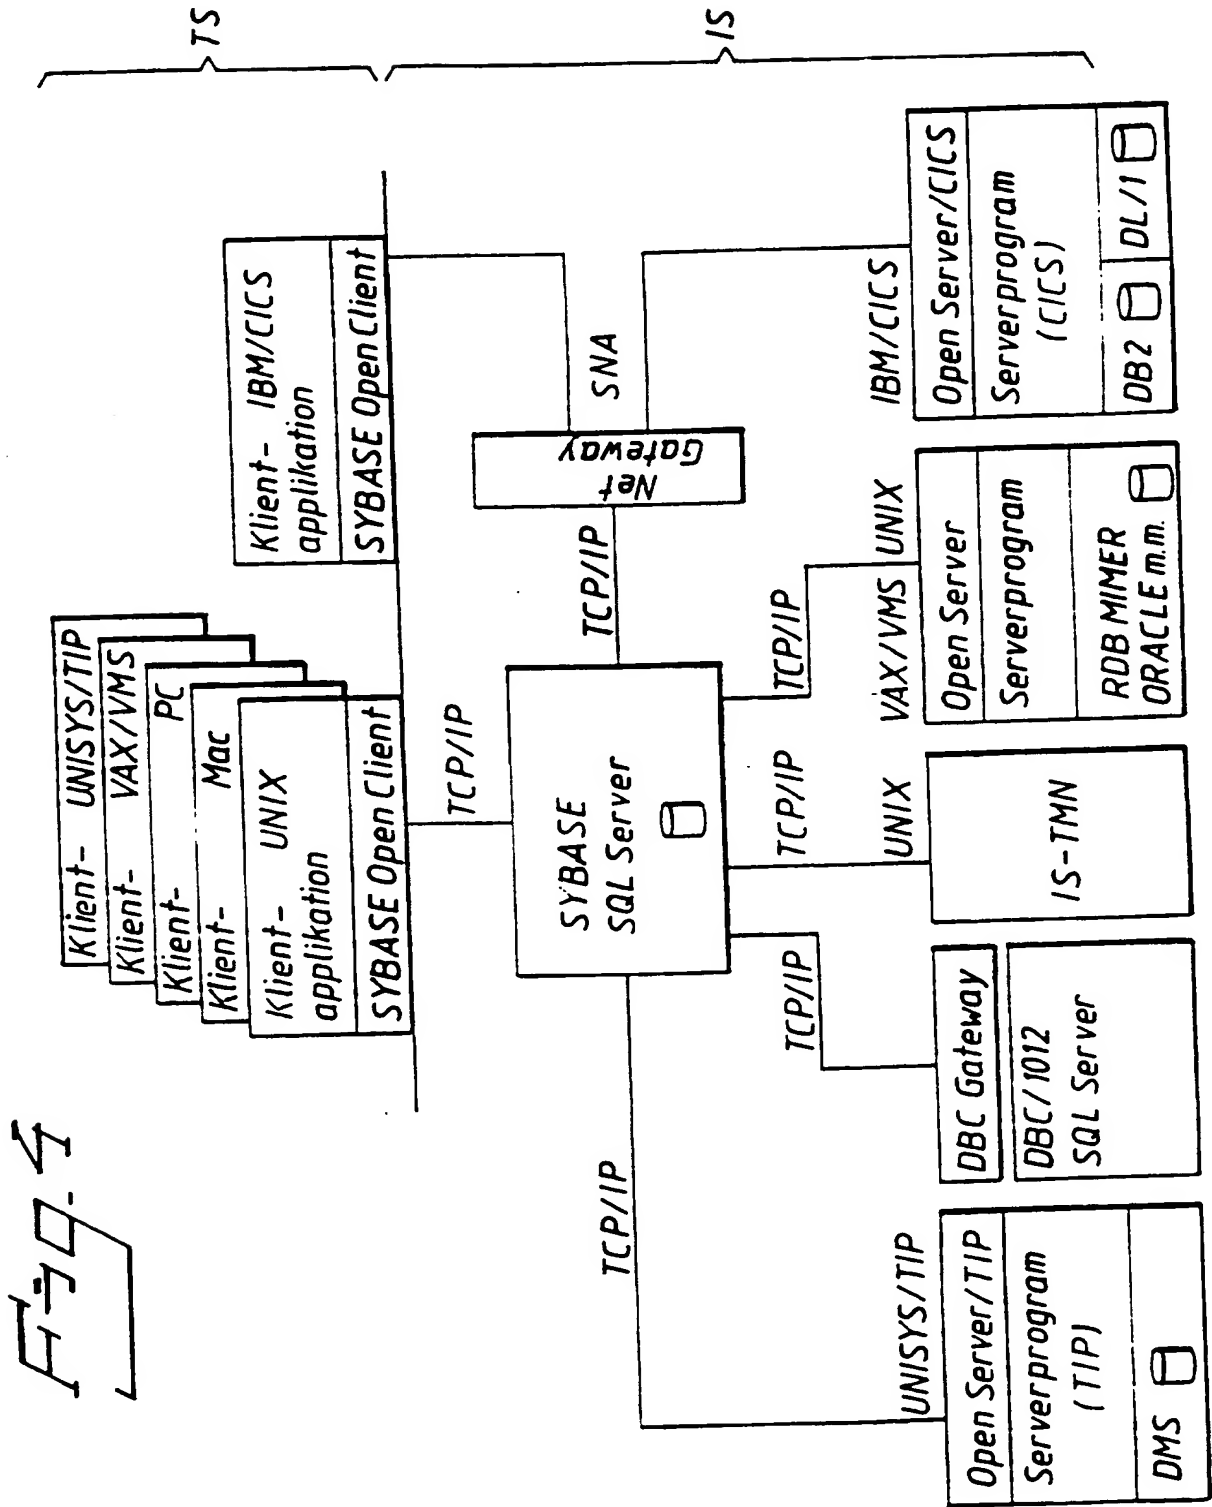 Fig. 4
TS
IS
Klient- UNISYS/TIP
Klient- VAX/VMS
Klient- PC
Klient- Mac
Klient- UNIX
applikation
SYBASE Open Client
Klient- IBM/CICS
applikation
SYBASE Open Client
TCP/IP
SYBASE
SQL Server
TCP/IP
Net
Gateway
SNA
TCP/IP
TCP/IP
TCP/IP
TCP/IP
UNISYS/TIP
Open Server/TIP
Serverprogram
(TIP)
DMS
DBC Gateway
DBC/1012
SQL Server
UNIX
IS-TMN
VAX/VMS UNIX
Open Server
Serverprogram
RDB MIMER
ORACLE m.m.
IBM/CICS
Open Server/CICS
Serverprogram
(CICS)
DB2
DL/1